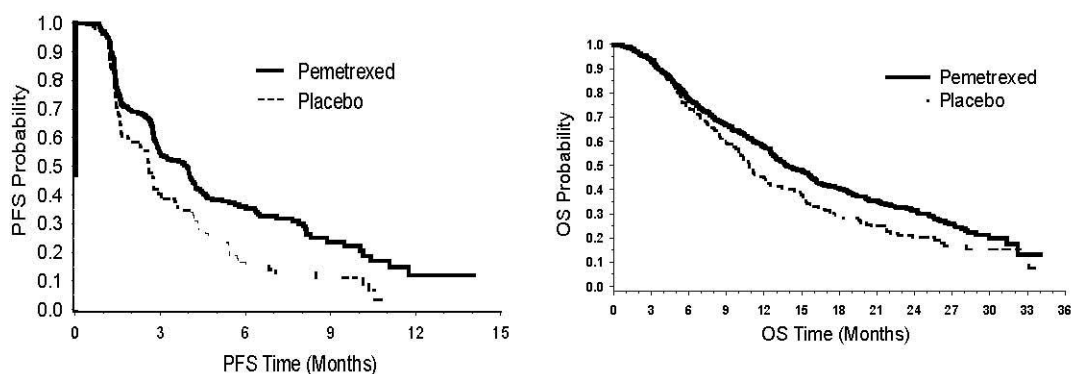 PFS Probability
1.0
0.9
0.8
0.7
0.6
0.5
0.4
0.3
0.2
0.1
0.0
Pemetrexed
Placebo
0 3 6 9 12 15
PFS Time (Months)
OS Probability
1.0
0.9
0.8
0.7
0.6
0.5
0.4
0.3
0.2
0.1
0.0
Pemetrexed
Placebo
0 3 6 9 12 15 18 21 24 27 30 33 36
OS Time (Months)